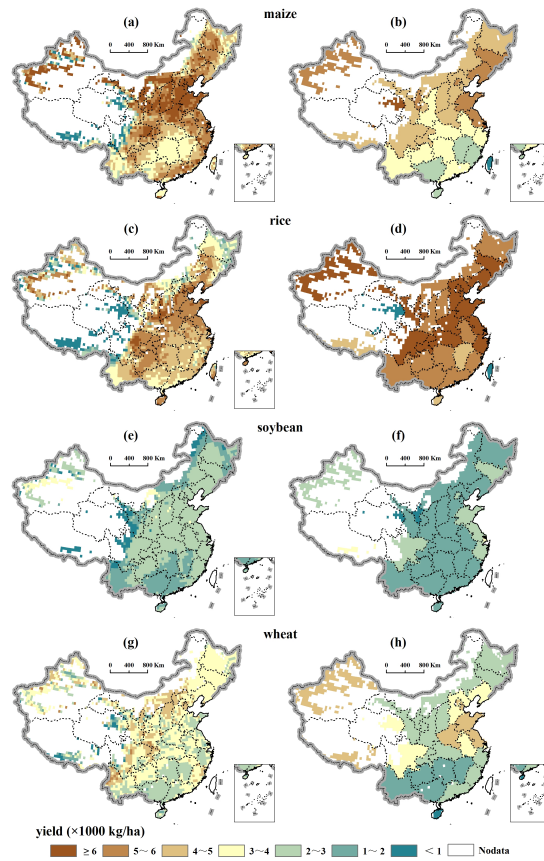 (a) maize (b)
0 400 800 Km
0 400 800 Km
rice
(c) (d)
0 400 800 Km
0 400 800 Km
soybean
(e) (f)
0 400 800 Km
0 400 800 Km
wheat
(g) (h)
0 400 800 Km
0 400 800 Km
yield (×1000 kg/ha)
≥ 6 5~6 4~5 3~4 2~3 1~2 < 1 Nodata